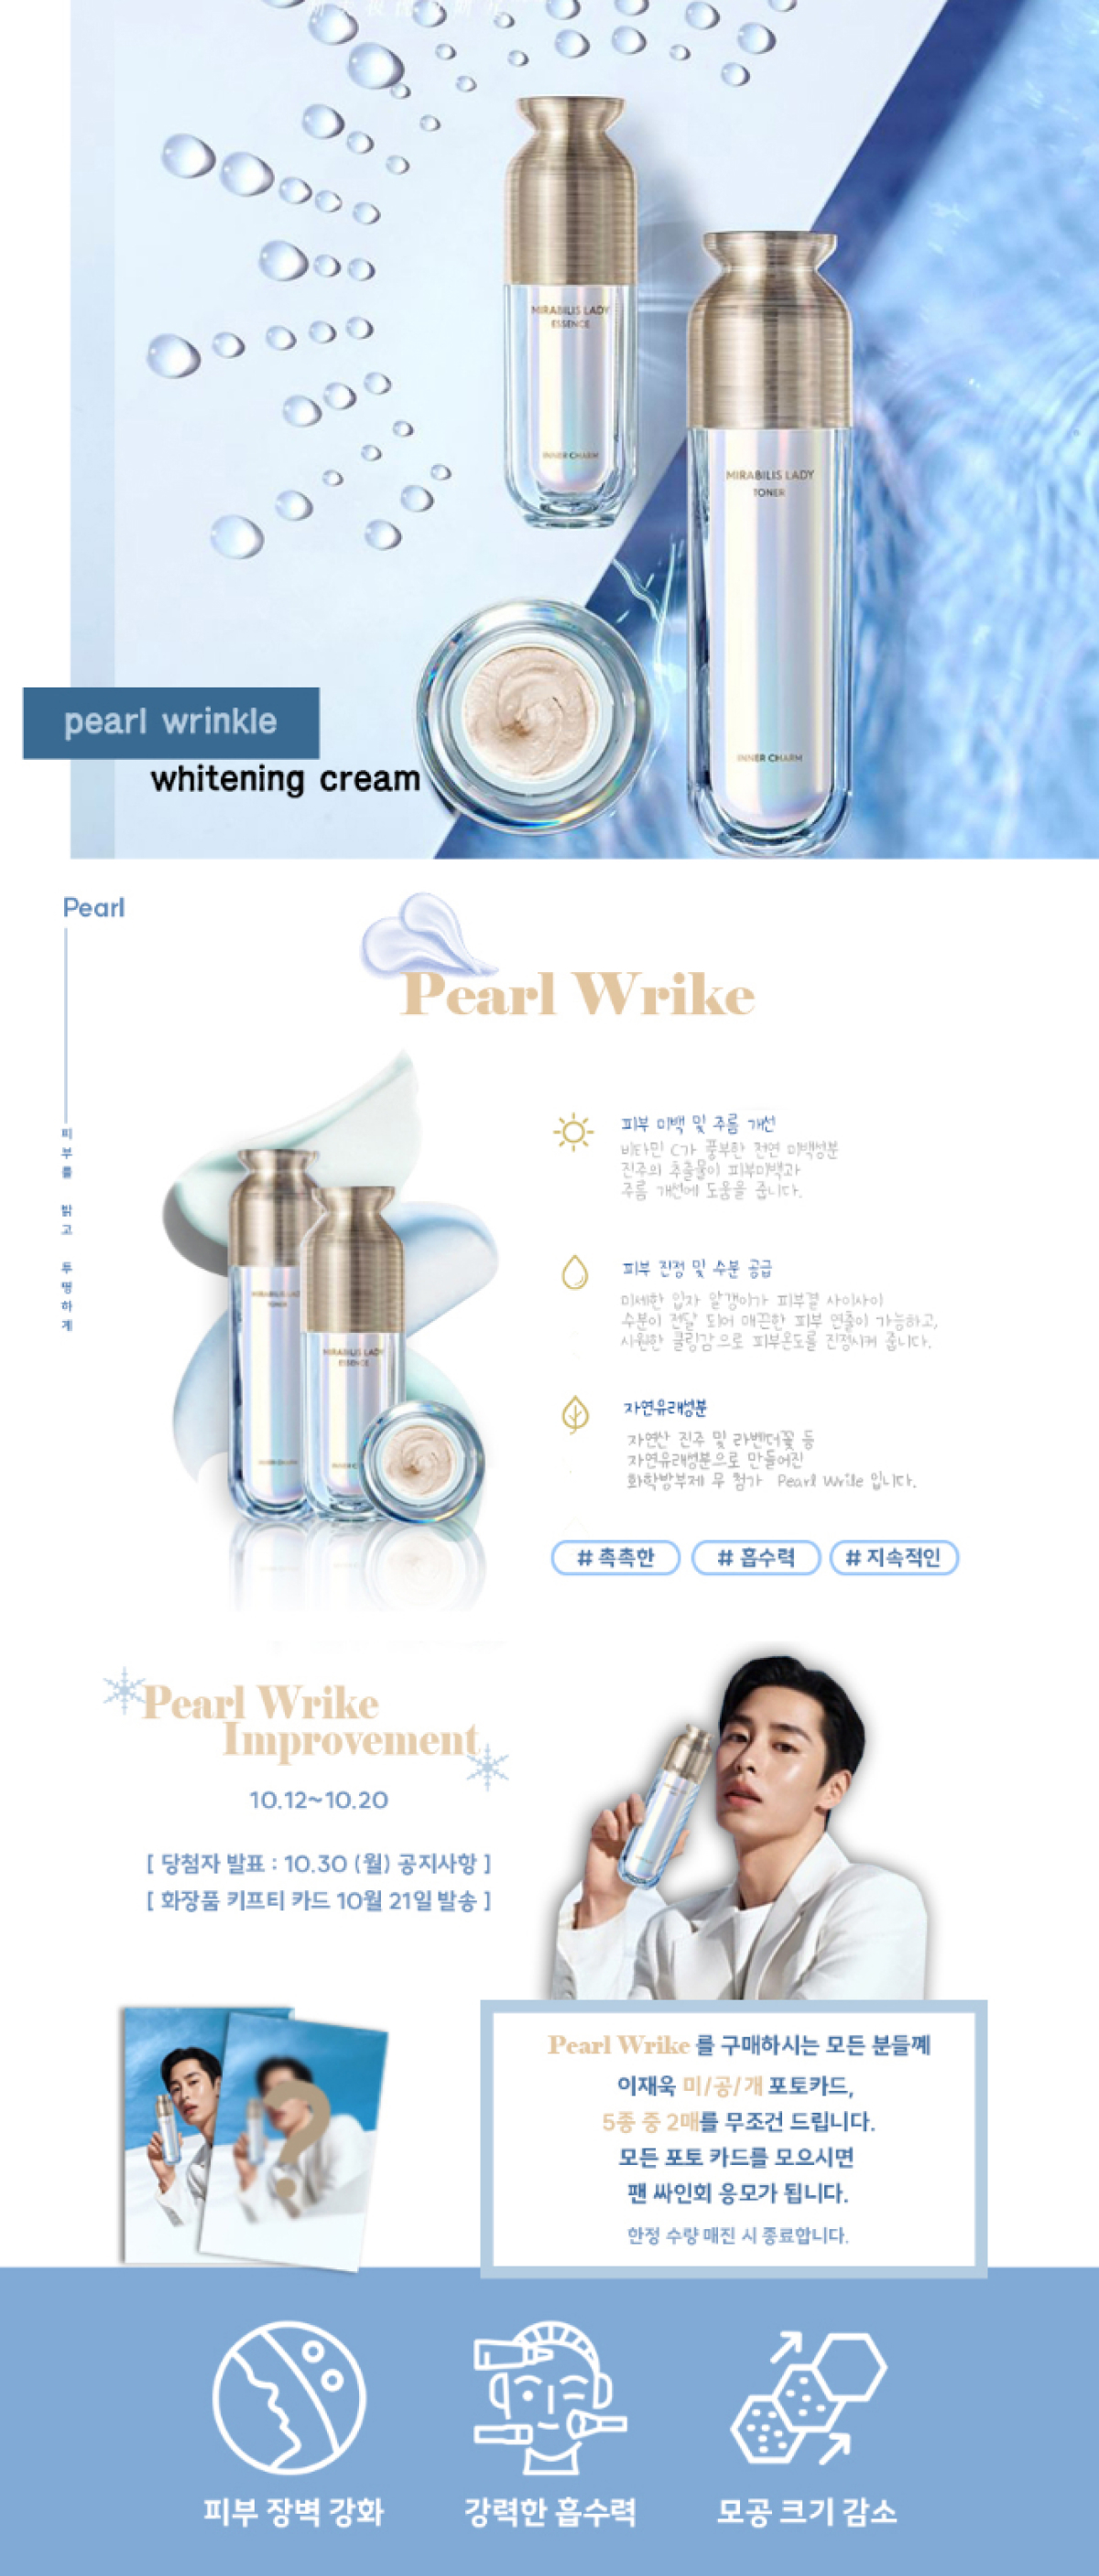 MIRABILIS LADY
ESSENCE
INNER CHARM
MIRABILIS LADY
TONER
INNER CHARM
pearl wrinkle
whitening cream
Pearl
피부를 밝고 투명하게
Pearl Wrike
피부 미백 및 주름 개선
비타민 C가 풍부한 천연 미백성분
진주의 추출물이 피부미백과
주름 개선에 도움을 줍니다.
피부 진정 및 수분 공급
미세한 입자 알갱이가 피부결 사이사이
수분이 전달 되어 매끈한 피부 연출이 가능하고,
시원한 쿨링감으로 피부온도를 진정시켜 줍니다.
자연유래성분
자연산 진주 및 라벤더꽃 등
자연유래성분으로 만들어진
화학방부제 무 첨가 Pearl Wrile 입니다.
MIRABILIS LADY
ESSENCE
# 촉촉한
# 흡수력
# 지속적인
Pearl Wrike
Improvement
10.12~10.20
[ 당첨자 발표 : 10.30 (월) 공지사항 ]
[ 화장품 키프티 카드 10월 21일 발송 ]
Pearl Wrike 를 구매하시는 모든 분들께
이재욱 미/공/개 포토카드,
5종 중 2매를 무조건 드립니다.
모든 포토 카드를 모으시면
팬 싸인회 응모가 됩니다.
한정 수량 매진 시 종료합니다.
?
피부 장벽 강화
강력한 흡수력
모공 크기 감소